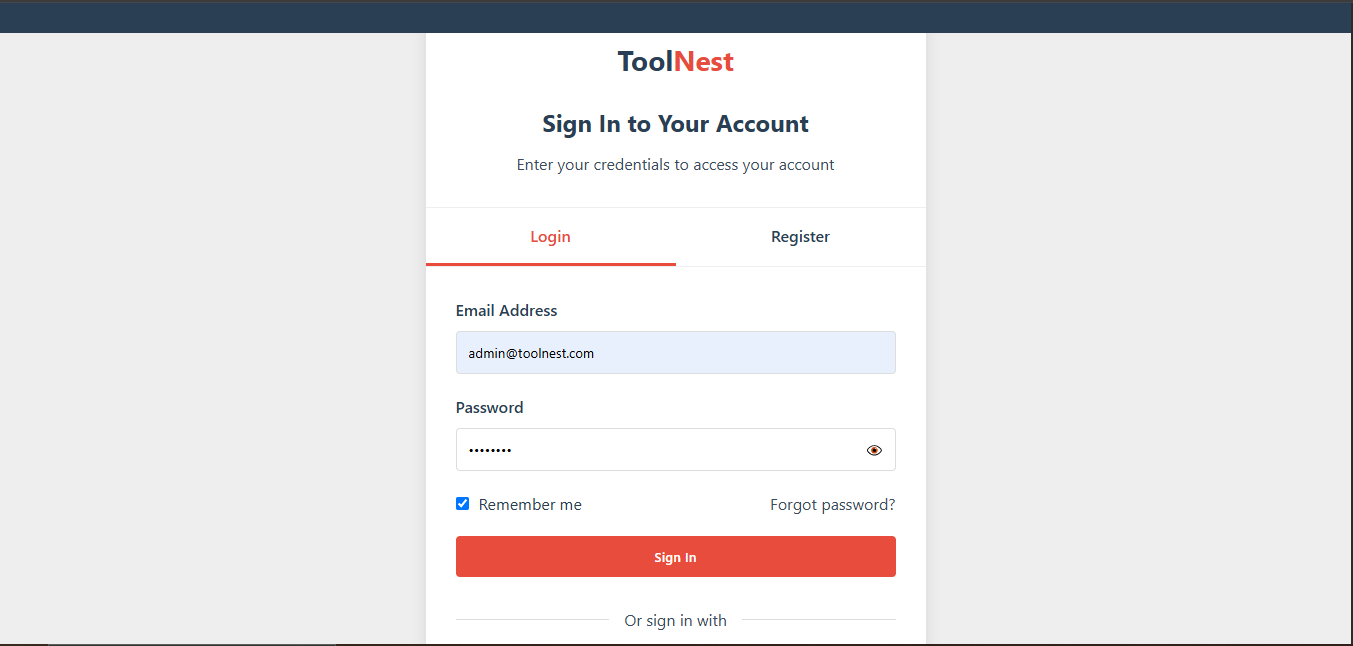 ToolNest
Sign In to Your Account
Enter your credentials to access your account
Login Register
Email Address
admin@toolnest.com
Password
••••••••
Remember me Forgot password?
Sign In
Or sign in with